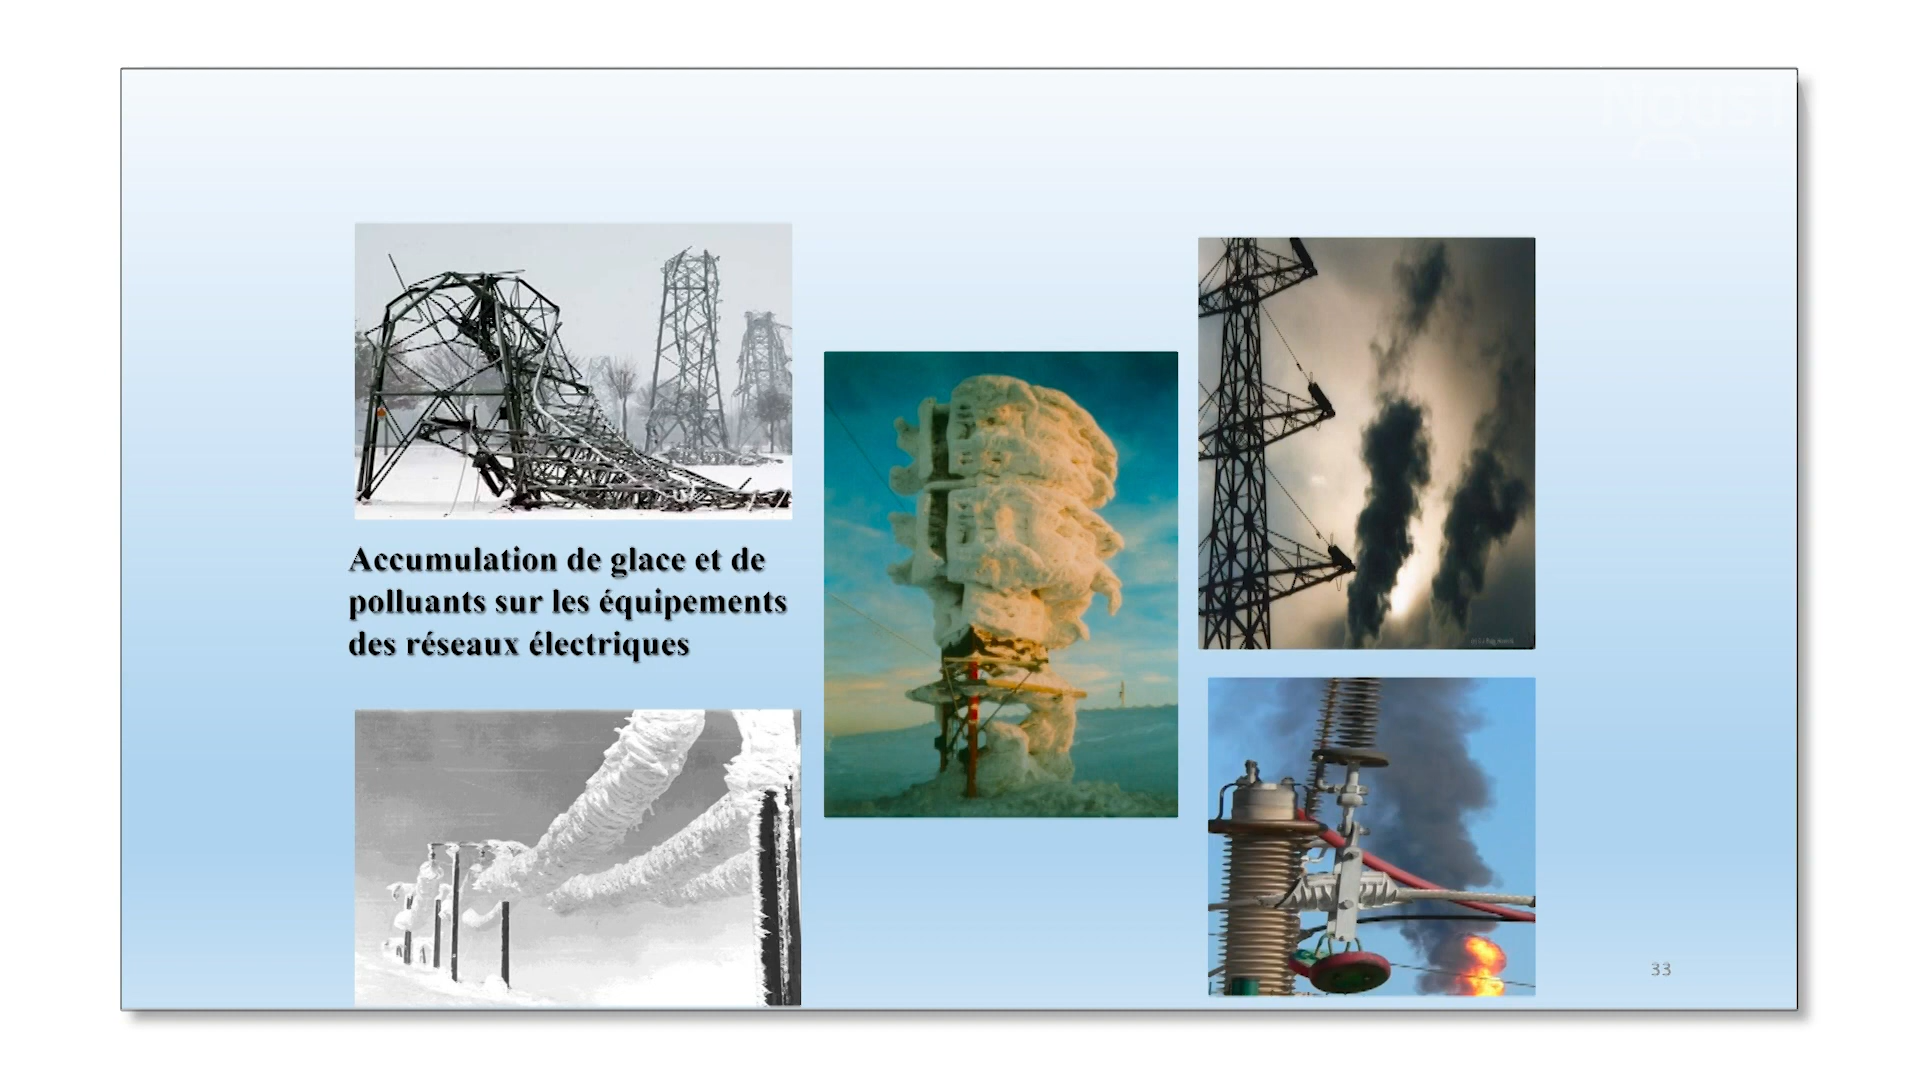 Accumulation de glace et de
polluants sur les équipements
des réseaux électriques
33